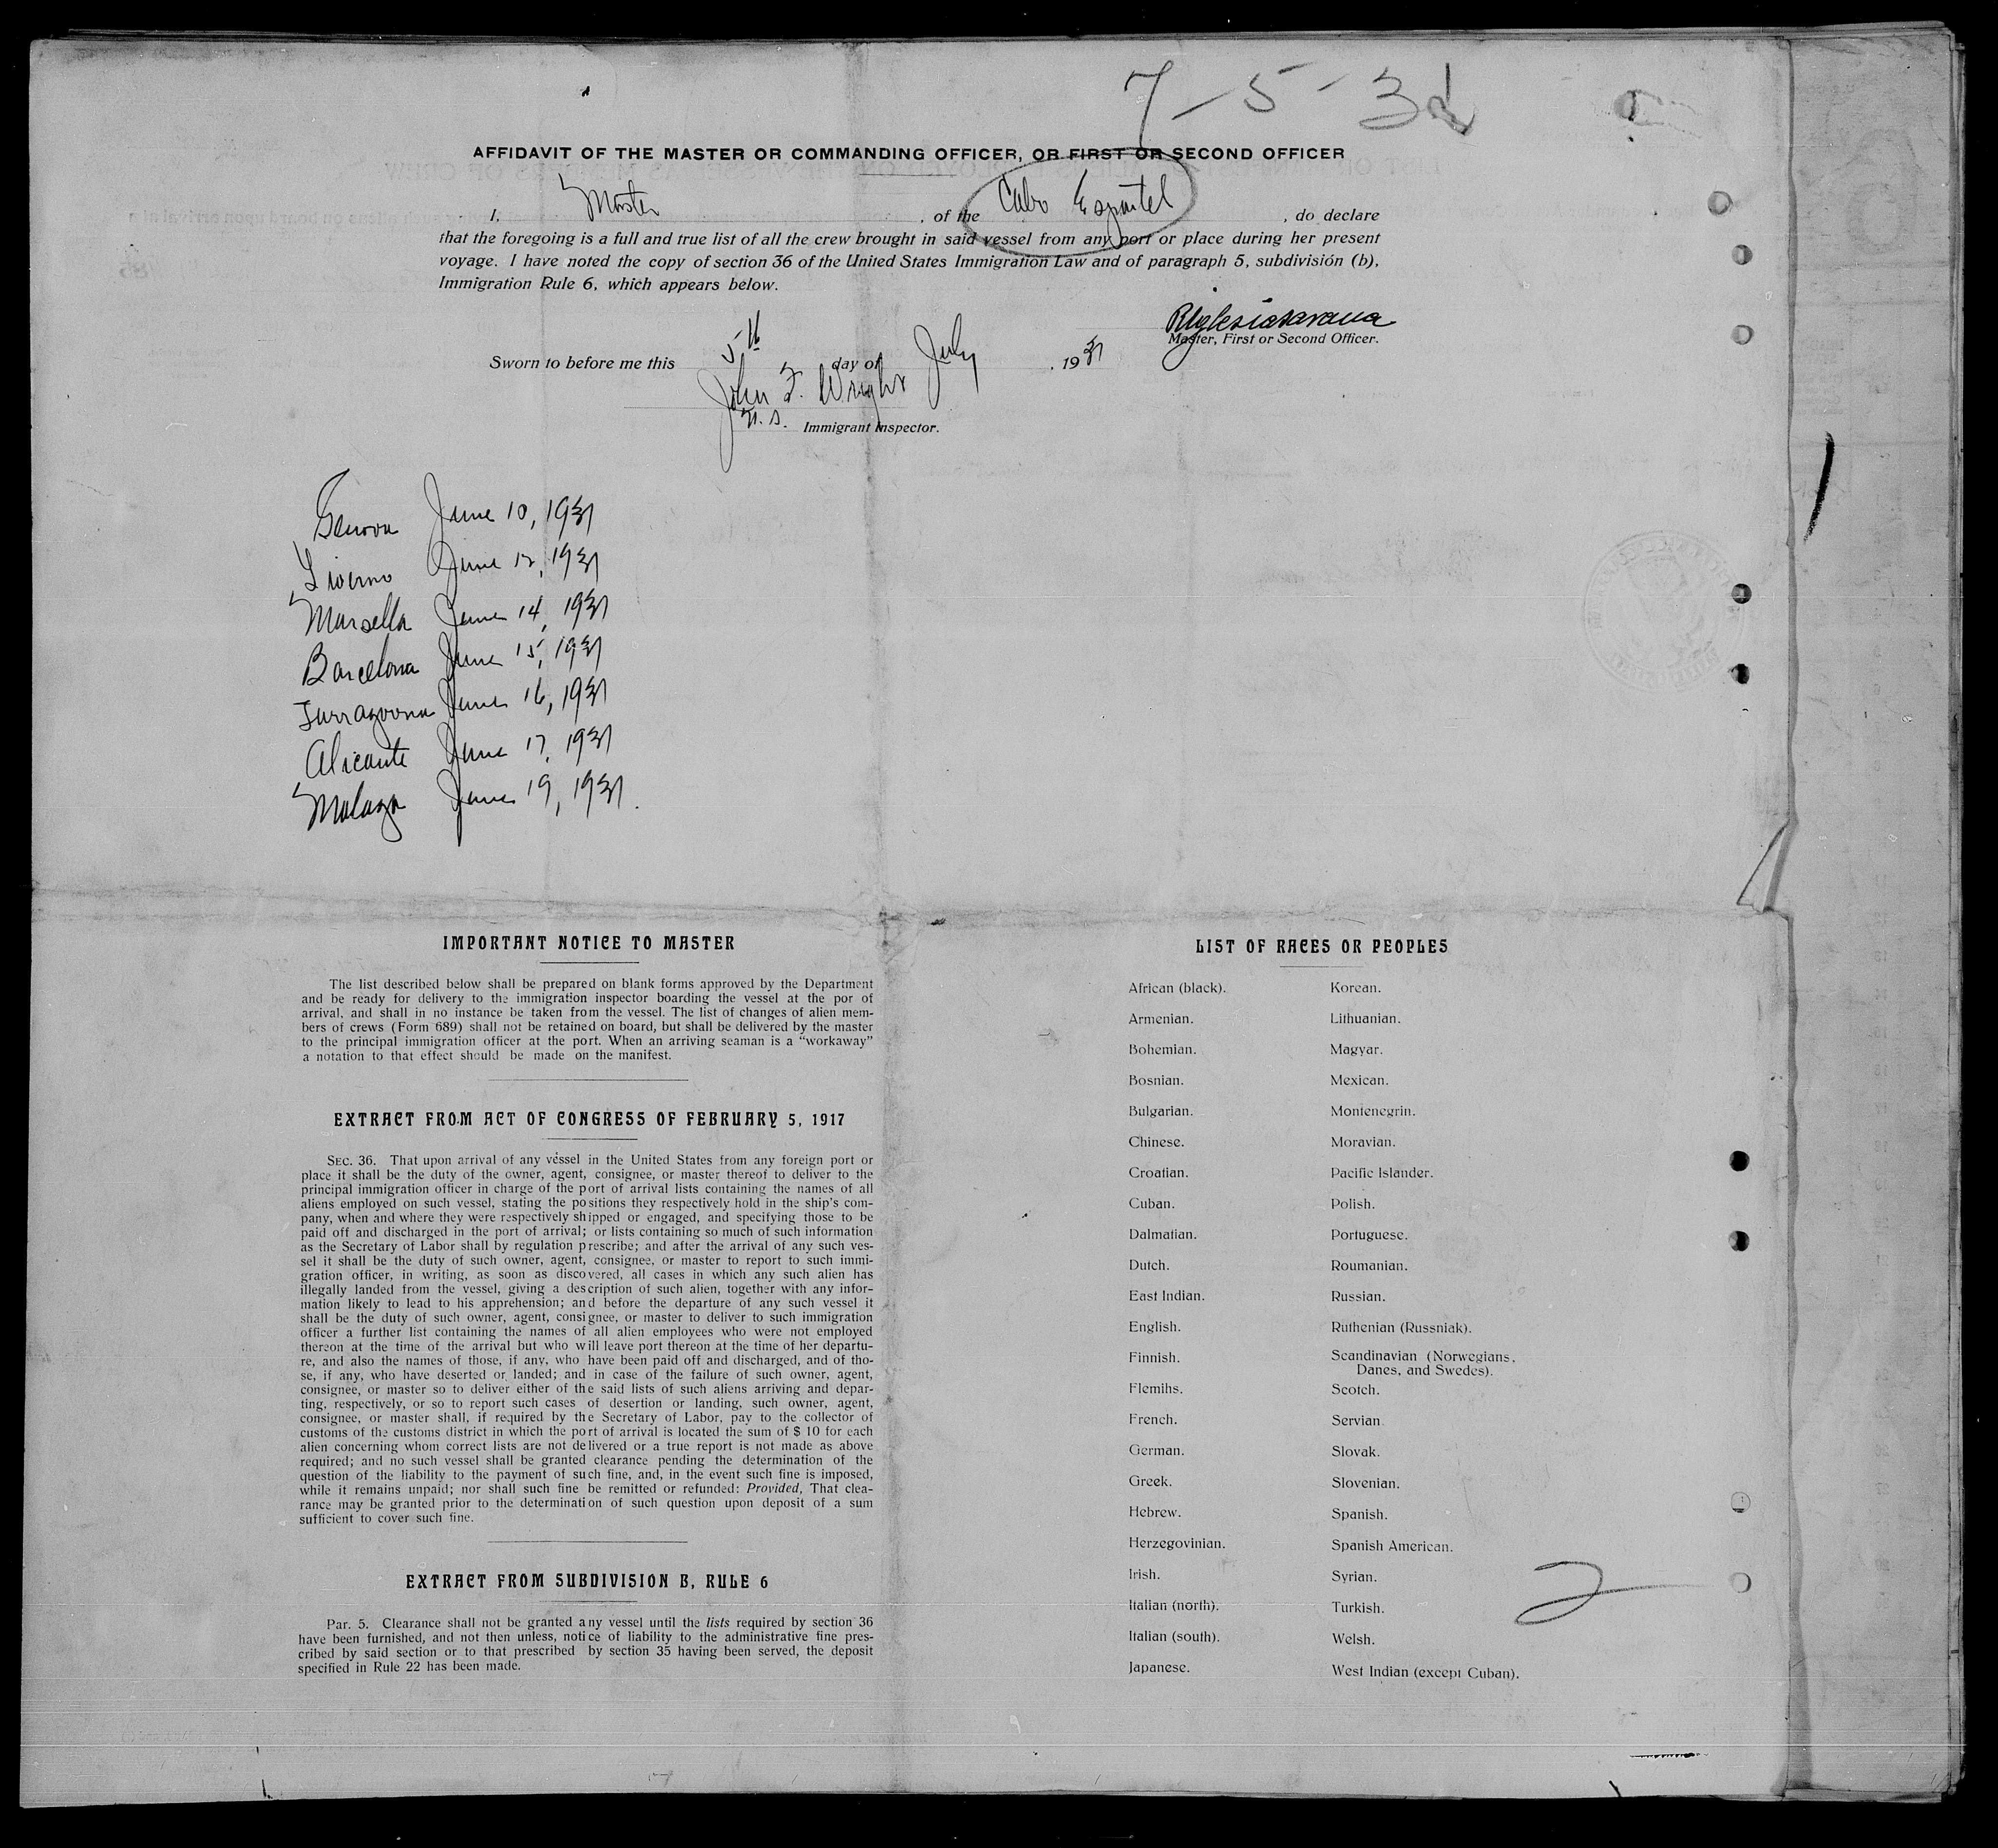 7-5-32
AFFIDAVIT OF THE MASTER OR COMMANDING OFFICER, OR FIRST OR SECOND OFFICER
I, Master, of the Cabo Espartel, do declare
that the foregoing is a full and true list of all the crew brought in said vessel from any port or place during her present
voyage. I have noted the copy of section 36 of the United States Immigration Law and of paragraph 5, subdivisión (b),
Immigration Rule 6, which appears below.
Master, First or Second Officer.
Sworn to before me this 5th day of July, 1931
John F. Wright
Immigrant Inspector.
Genova June 10, 1931
Livorno June 12, 1931
Marsella June 14, 1931
Barcelona June 15, 1931
Tarragona June 16, 1931
Alicante June 17, 1931
Malaga June 19, 1931.
IMPORTANT NOTICE TO MASTER
The list described below shall be prepared on blank forms approved by the Department
and be ready for delivery to the immigration inspector boarding the vessel at the por of
arrival, and shall in no instance be taken from the vessel. The list of changes of alien mem-
bers of crews (Form 689) shall not be retained on board, but shall be delivered by the master
to the principal immigration officer at the port. When an arriving seaman is a “workaway”
a notation to that effect should be made on the manifest.
EXTRACT FROM ACT OF CONGRESS OF FEBRUARY 5, 1917
SEC. 36. That upon arrival of any vessel in the United States from any foreign port or
place it shall be the duty of the owner, agent, consignee, or master thereof to deliver to the
principal immigration officer in charge of the port of arrival lists containing the names of all
aliens employed on such vessel, stating the positions they respectively hold in the ship's com-
pany, when and where they were respectively shipped or engaged, and specifying those to be
paid off and discharged in the port of arrival; or lists containing so much of such information
as the Secretary of Labor shall by regulation prescribe; and after the arrival of any such ves-
sel it shall be the duty of such owner, agent, consignee, or master to report to such immi-
gration officer, in writing, as soon as discovered, all cases in which any such alien has
illegally landed from the vessel, giving a description of such alien, together with any infor-
mation likely to lead to his apprehension; and before the departure of any such vessel it
shall be the duty of such owner, agent, consignee, or master to deliver to such immigration
officer a further list containing the names of all alien employees who were not employed
thereon at the time of the arrival but who will leave port thereon at the time of her departu-
re, and also the names of those, if any, who have been paid off and discharged, and of tho-
se, if any, who have deserted or landed; and in case of the failure of such owner, agent,
consignee, or master so to deliver either of the said lists of such aliens arriving and depar-
ting, respectively, or so to report such cases of desertion or landing, such owner, agent,
consignee, or master shall, if required by the Secretary of Labor, pay to the collector of
customs of the customs district in which the port of arrival is located the sum of $ 10 for each
alien concerning whom correct lists are not delivered or a true report is not made as above
required; and no such vessel shall be granted clearance pending the determination of the
question of the liability to the payment of such fine, and, in the event such fine is imposed,
while it remains unpaid; nor shall such fine be remitted or refunded: Provided, That clea-
rance may be granted prior to the determination of such question upon deposit of a sum
sufficient to cover such fine.
EXTRACT FROM SUBDIVISION B, RULE 6
Par. 5. Clearance shall not be granted any vessel until the lists required by section 36
have been furnished, and not then unless, notice of liability to the administrative fine pres-
cribed by said section or to that prescribed by section 35 having been served, the deposit
specified in Rule 22 has been made.
LIST OF RACES OR PEOPLES
African (black).
Armenian.
Bohemian.
Bosnian.
Bulgarian.
Chinese.
Croatian.
Cuban.
Dalmatian.
Dutch.
East Indian.
English.
Finnish.
Flemihs.
French.
German.
Greek.
Hebrew.
Herzegovinian.
Irish.
Italian (north).
Italian (south).
Japanese.
Korean.
Lithuanian.
Magyar.
Mexican.
Montenegrin.
Moravian.
Pacific Islander.
Polish.
Portuguese.
Roumanian.
Russian.
Ruthenian (Russniak).
Scandinavian (Norwegians,
Danes, and Swedes).
Scotch.
Servian.
Slovak.
Slovenian.
Spanish.
Spanish American.
Syrian.
Turkish.
Welsh.
West Indian (except Cuban).
2